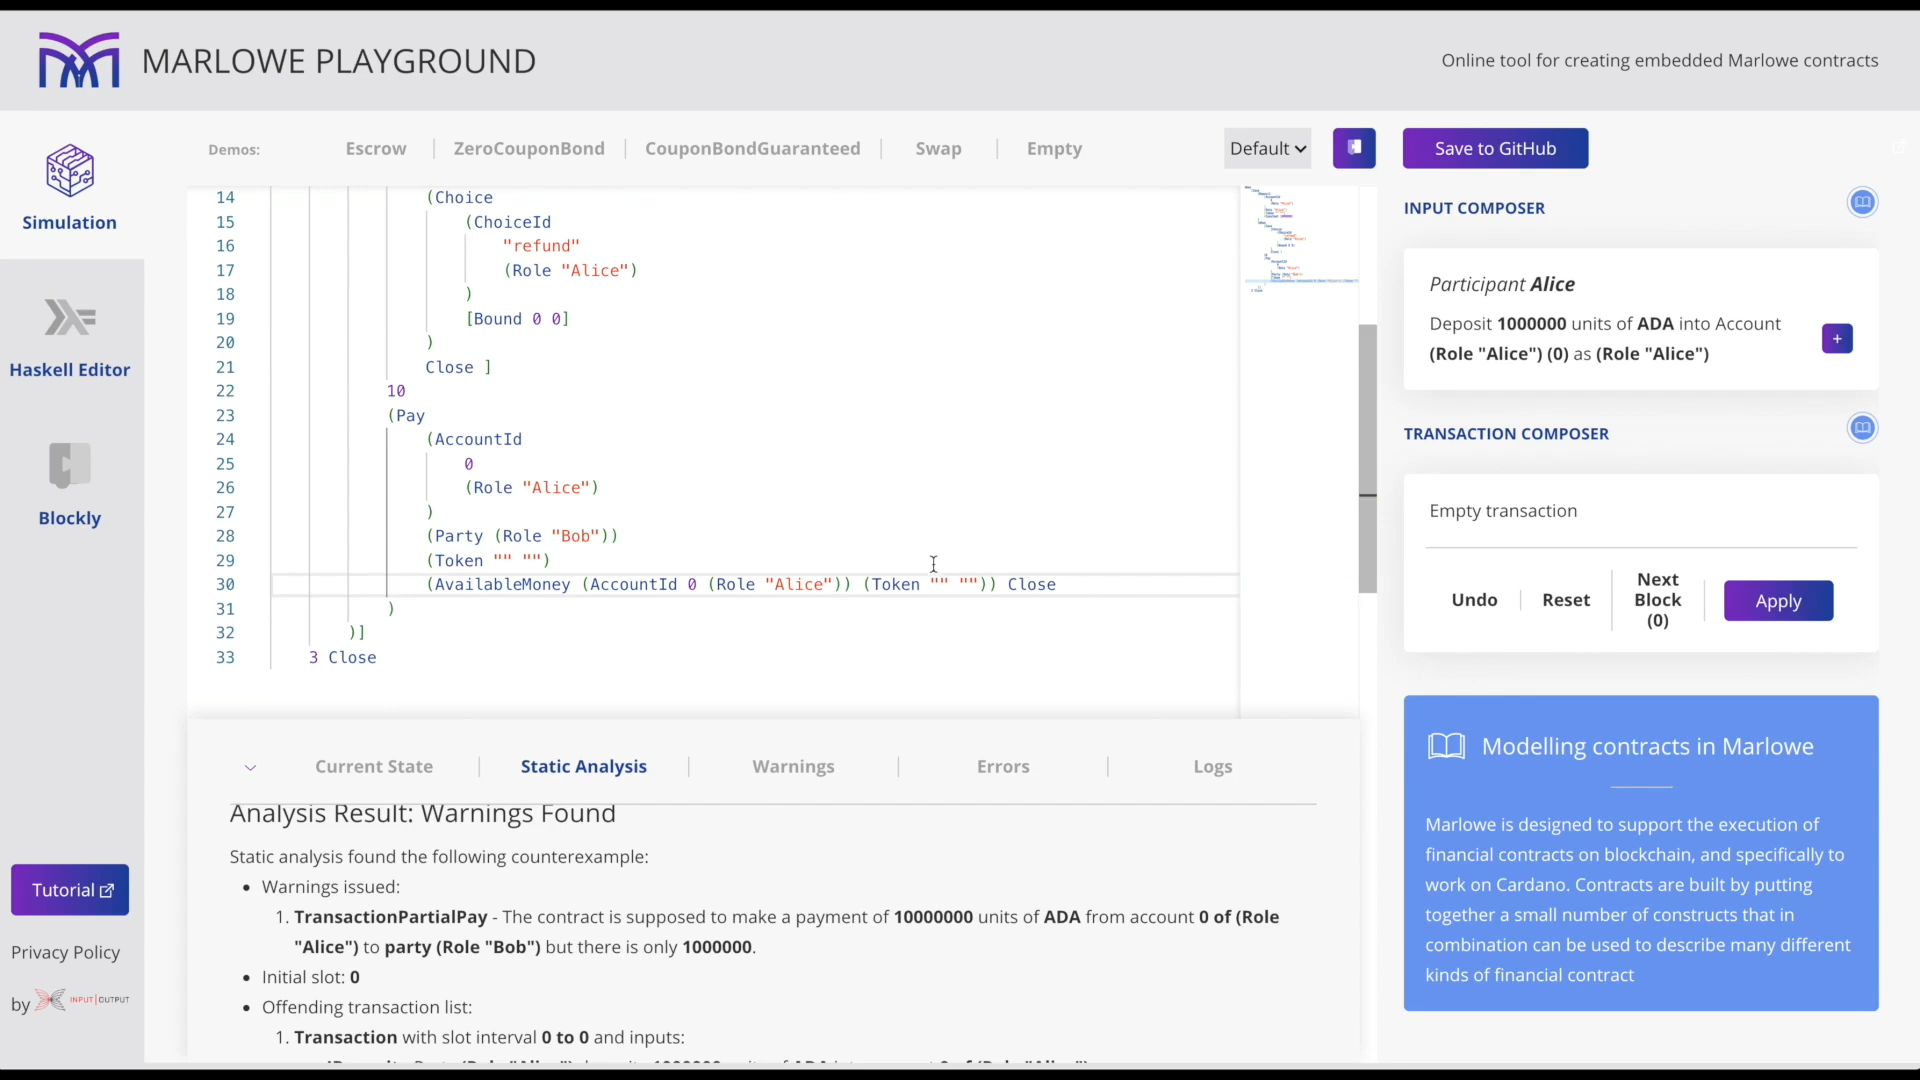 MARLOWE PLAYGROUND
Online tool for creating embedded Marlowe contracts
Simulation
Haskell Editor
Blockly
Tutorial
Privacy Policy
by INPUT|OUTPUT
Demos: Escrow ZeroCouponBond CouponBondGuaranteed Swap Empty
Default
Save to GitHub
14 (Choice
15 (ChoiceId
16 "refund"
17 (Role "Alice")
18 )
19 [Bound 0 0]
20 )
21 Close ]
22 10
23 (Pay
24 (AccountId
25 0
26 (Role "Alice")
27 )
28 (Party (Role "Bob"))
29 (Token "" "")
30 (AvailableMoney (AccountId 0 (Role "Alice")) (Token "" "")) Close
31 )
32 )]
33 3 Close
Current State
Static Analysis
Warnings
Errors
Logs
Analysis Result: Warnings Found
Static analysis found the following counterexample:
• Warnings issued:
1. TransactionPartialPay - The contract is supposed to make a payment of 10000000 units of ADA from account 0 of (Role
"Alice") to party (Role "Bob") but there is only 1000000.
• Initial slot: 0
• Offending transaction list:
1. Transaction with slot interval 0 to 0 and inputs:
INPUT COMPOSER
Participant Alice
Deposit 1000000 units of ADA into Account
(Role "Alice") (0) as (Role "Alice")
+
TRANSACTION COMPOSER
Empty transaction
Undo
Reset
Next
Block
(0)
Apply
Modelling contracts in Marlowe
Marlowe is designed to support the execution of
financial contracts on blockchain, and specifically to
work on Cardano. Contracts are built by putting
together a small number of constructs that in
combination can be used to describe many different
kinds of financial contract